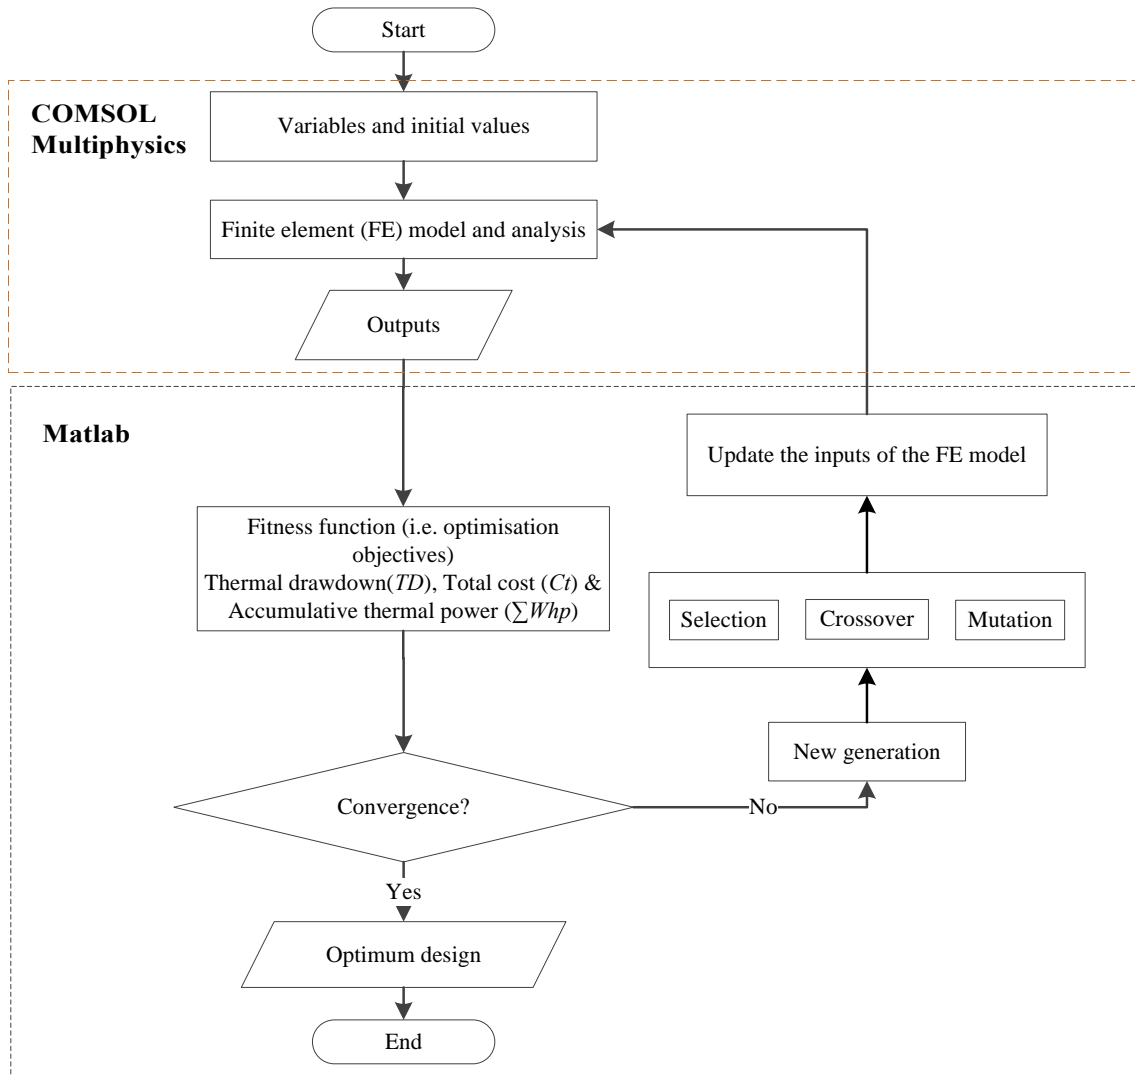 Start
COMSOL
Multiphysics
Variables and initial values
Finite element (FE) model and analysis
Outputs
Matlab
Update the inputs of the FE model
Fitness function (i.e. optimisation
objectives)
Thermal drawdown(TD), Total cost (Ct) &
Accumulative thermal power (∑Whp)
Selection
Crossover
Mutation
New generation
Convergence?
No
Yes
Optimum design
End